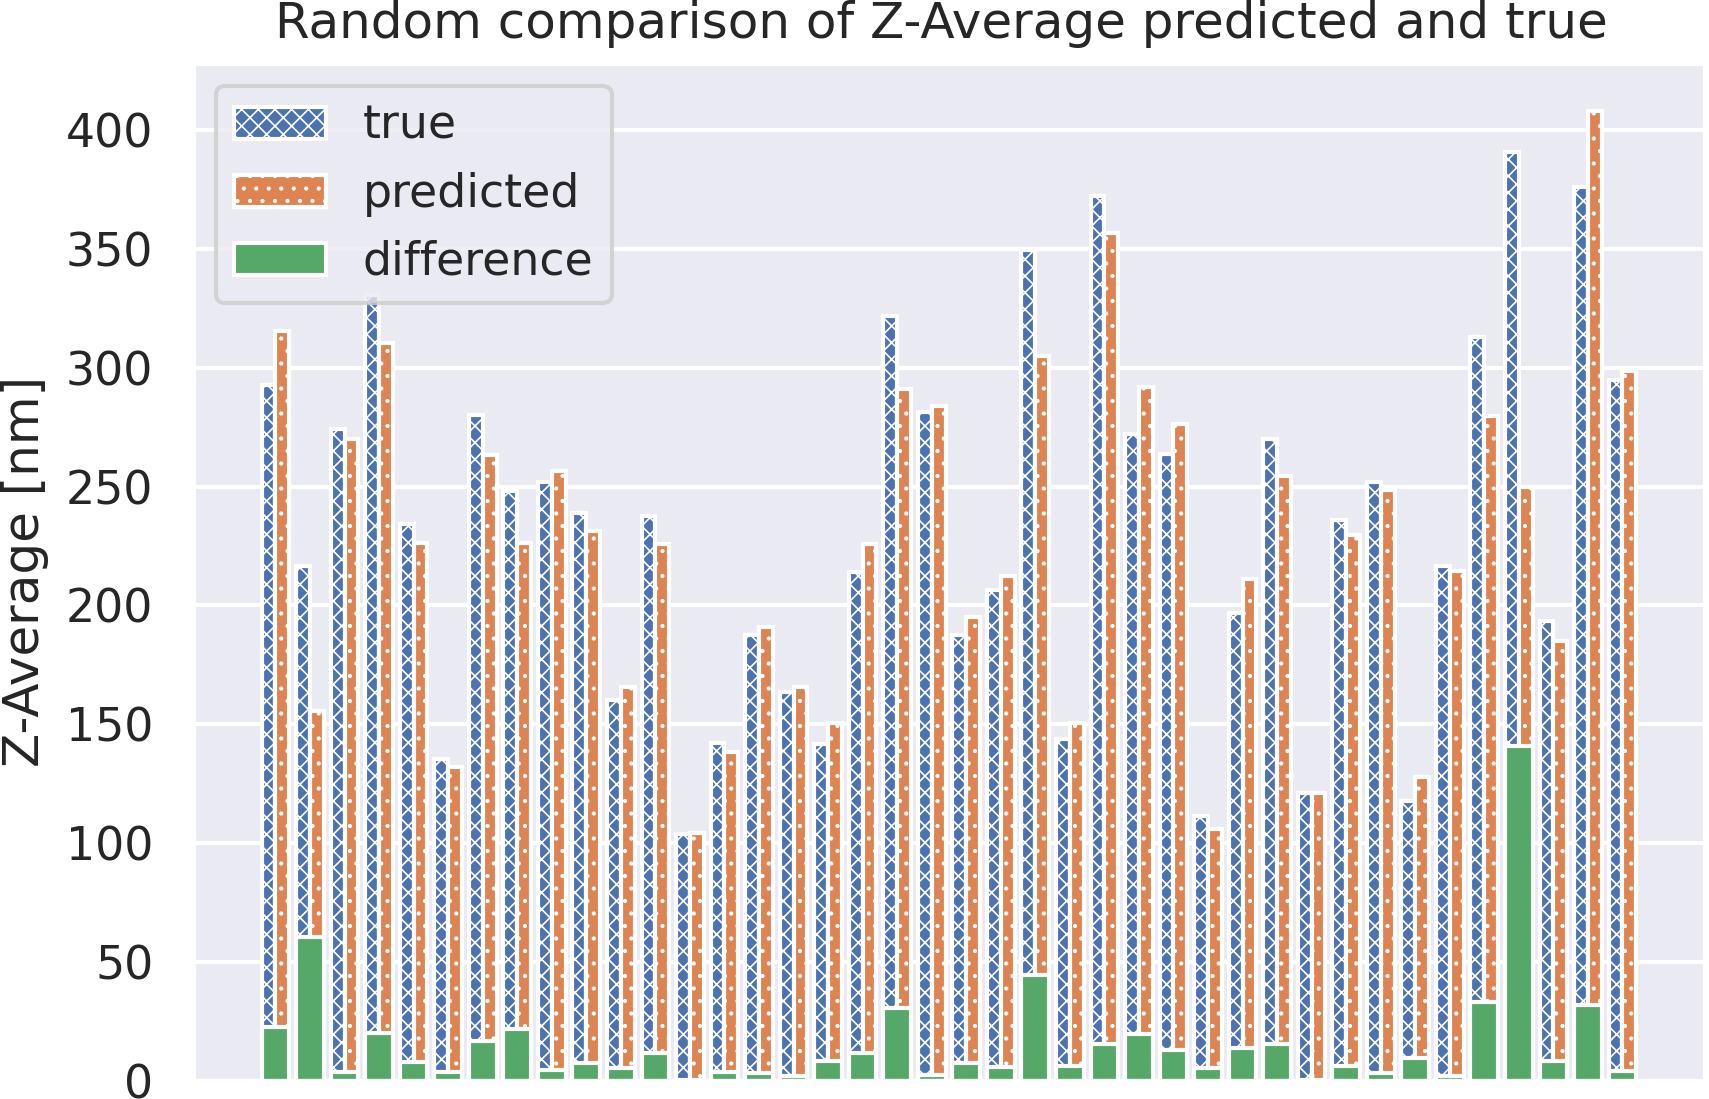 Random comparison of Z-Average predicted and true
true
predicted
difference
Z-Average [nm]
400
350
300
250
200
150
100
50
0